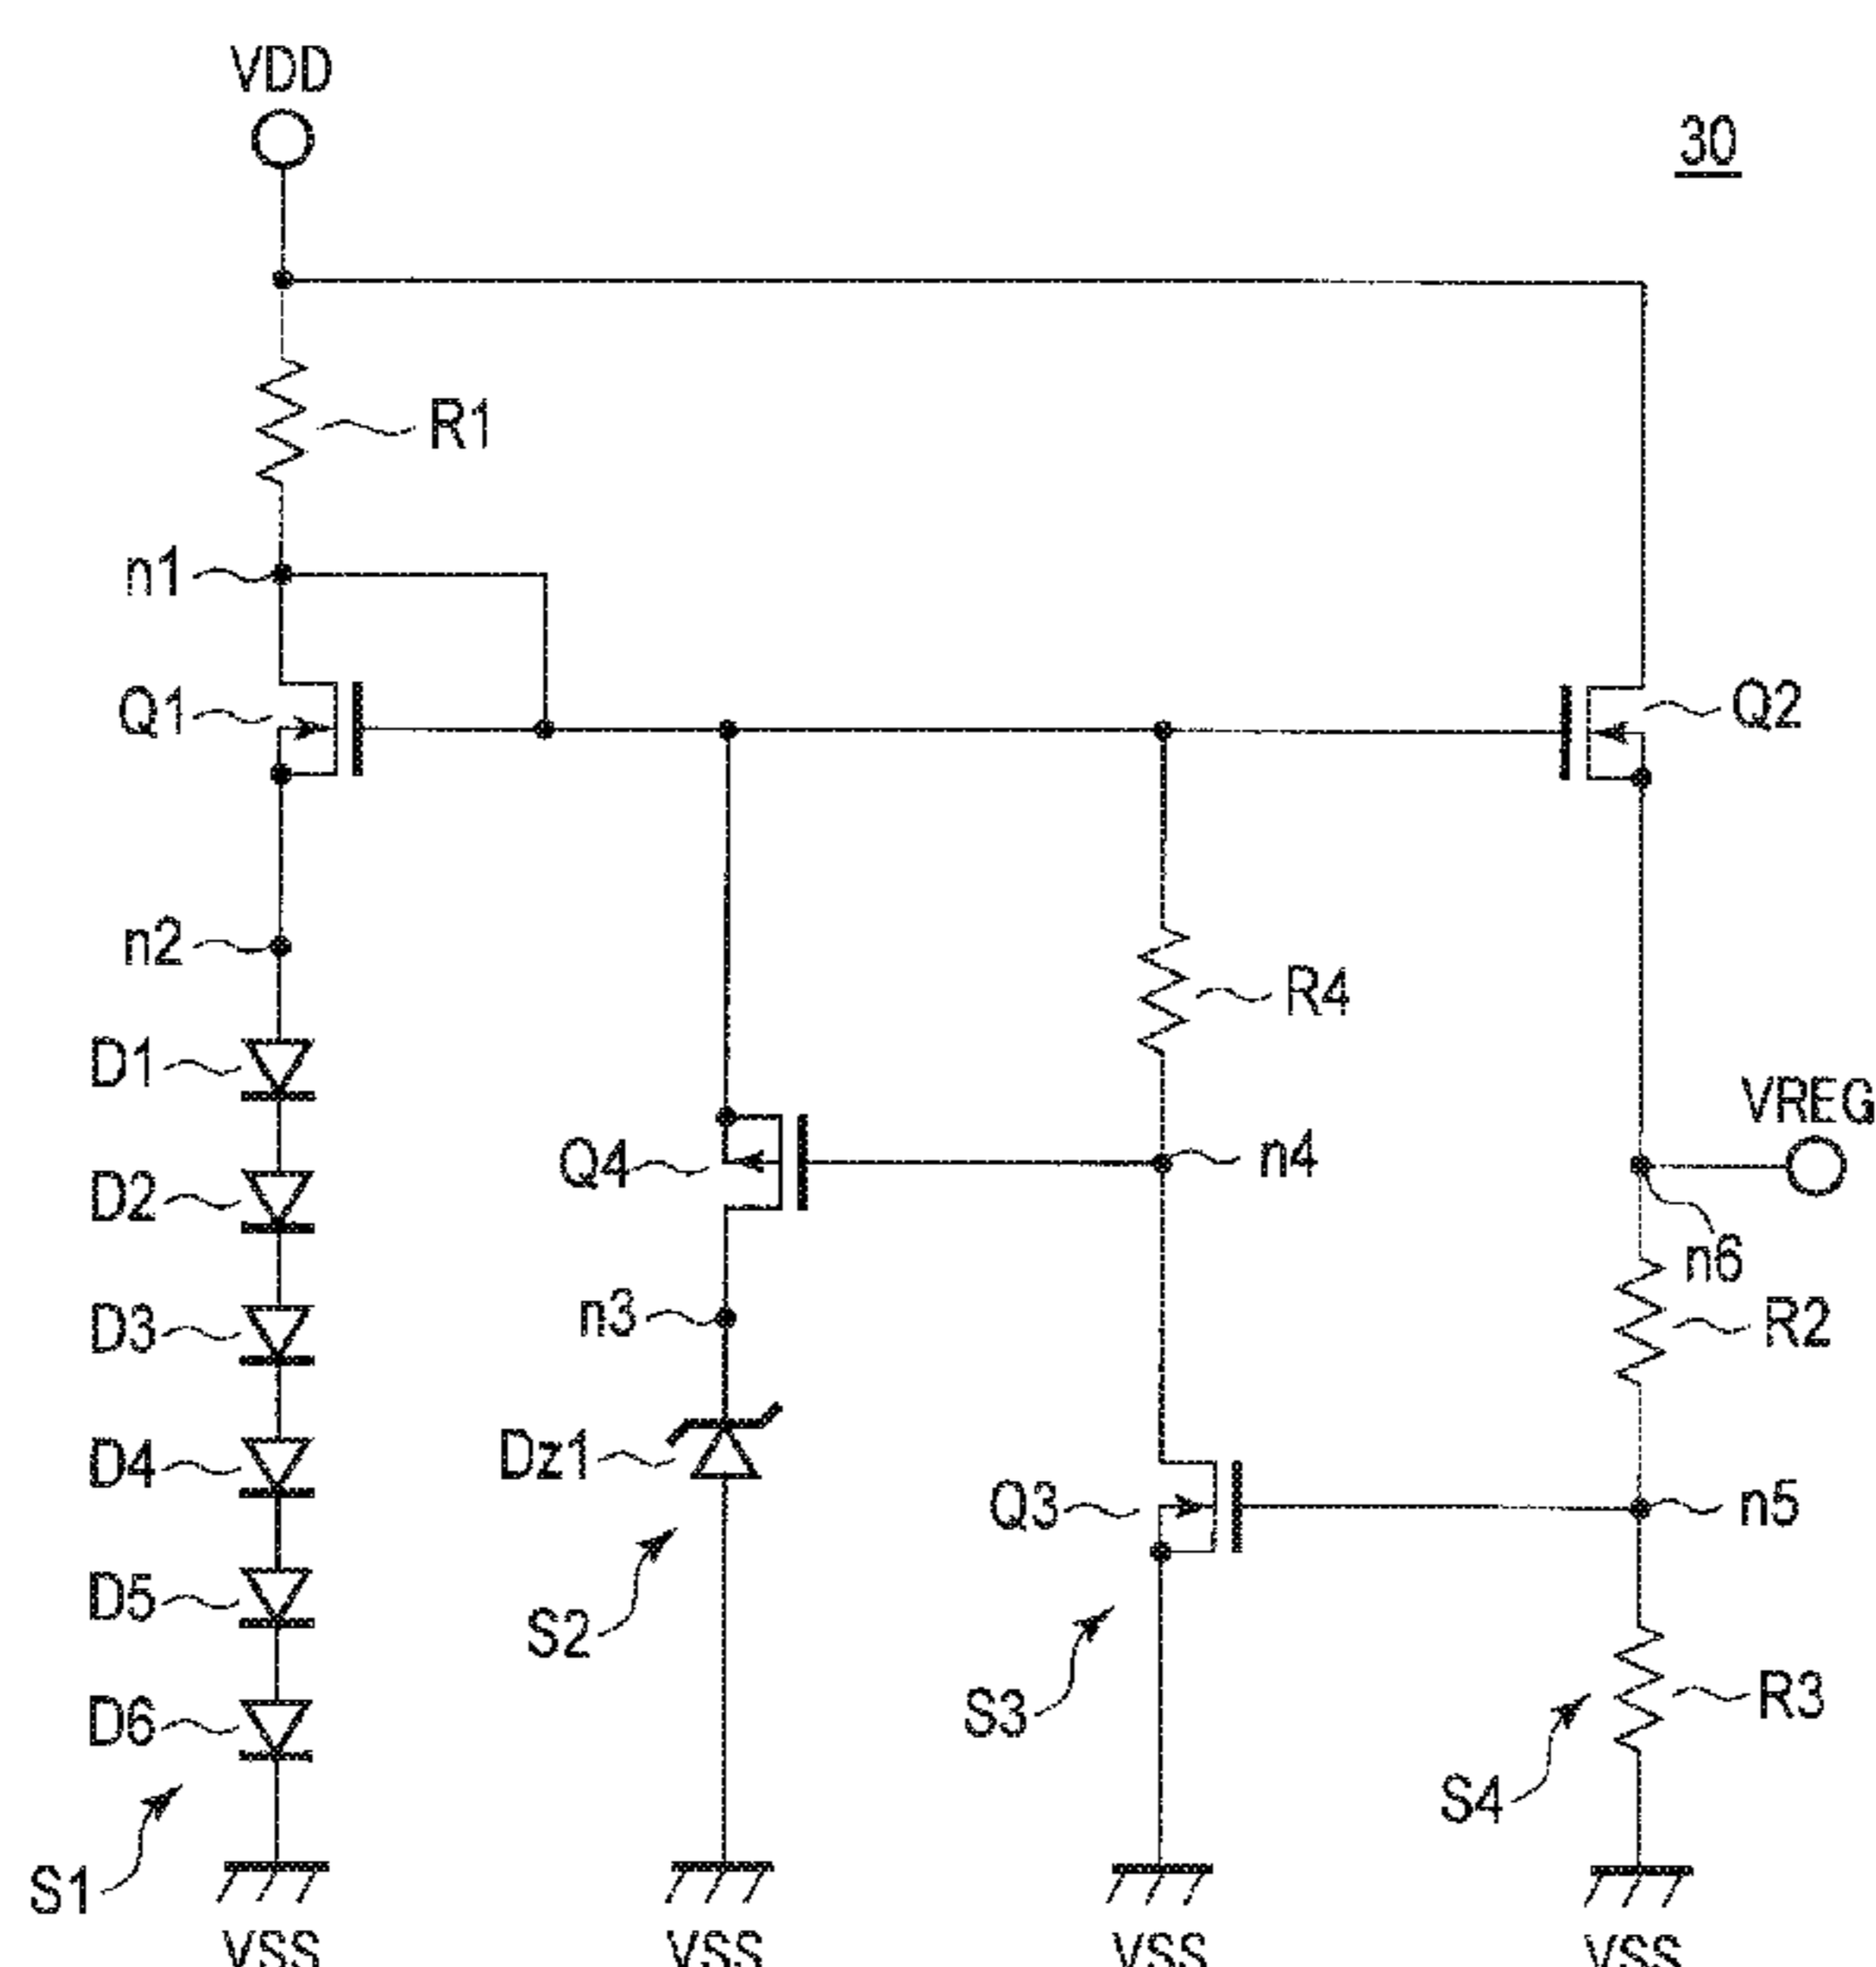 VDD
30
R1
n1
Q1
Q2
n2
R4
D1
VREG
Q4
n4
D2
n6
n3
R2
D3
Dz1
D4
Q3
n5
D5
S2
S3
R3
D6
S4
S1
VSS
VSS
VSS
VSS